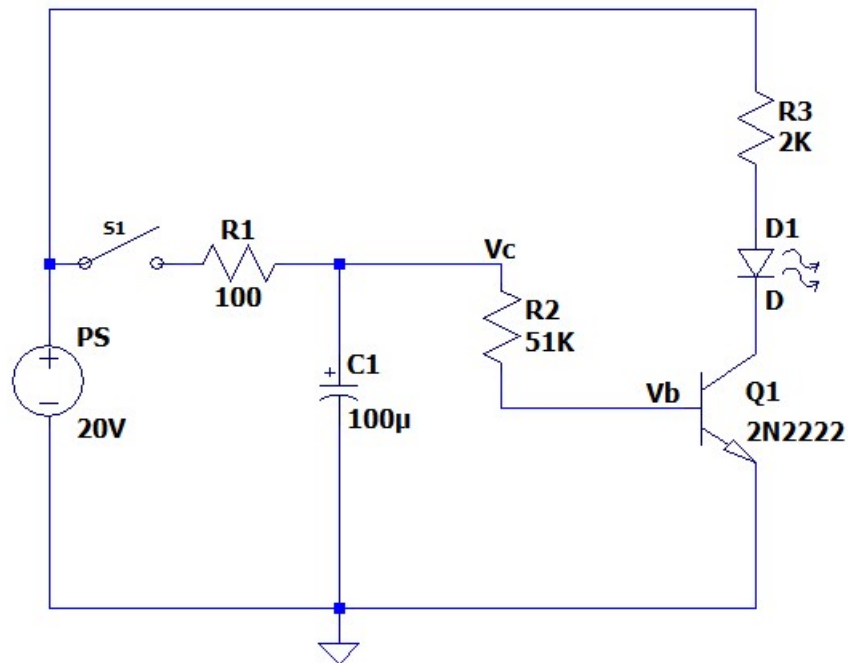 R3
2K
S1
R1
100
Vc
D1
D
R2
51K
PS
+
−
20V
+
C1
100µ
Vb
Q1
2N2222